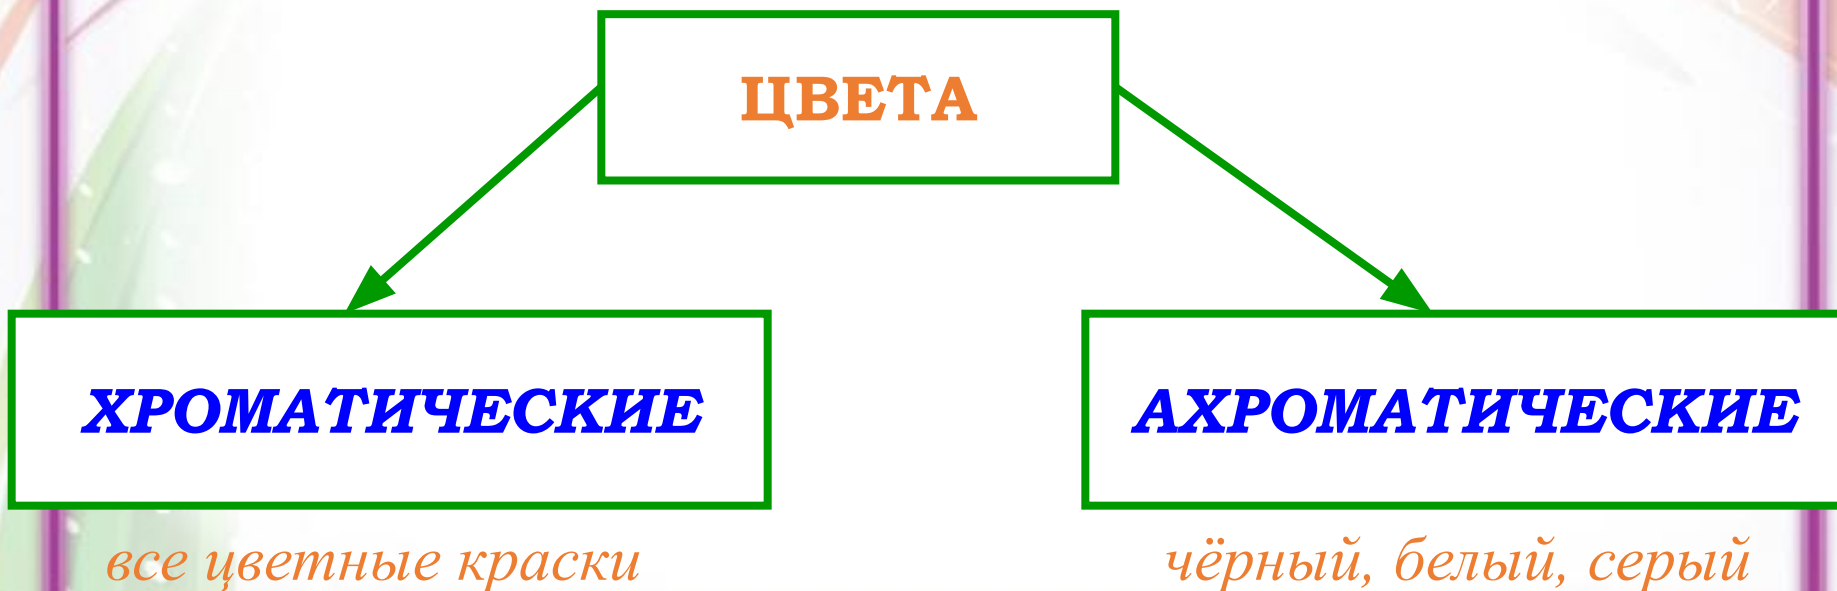 ЦВЕТА
ХРОМАТИЧЕСКИЕ
АХРОМАТИЧЕСКИЕ
все цветные краски
чёрный, белый, серый